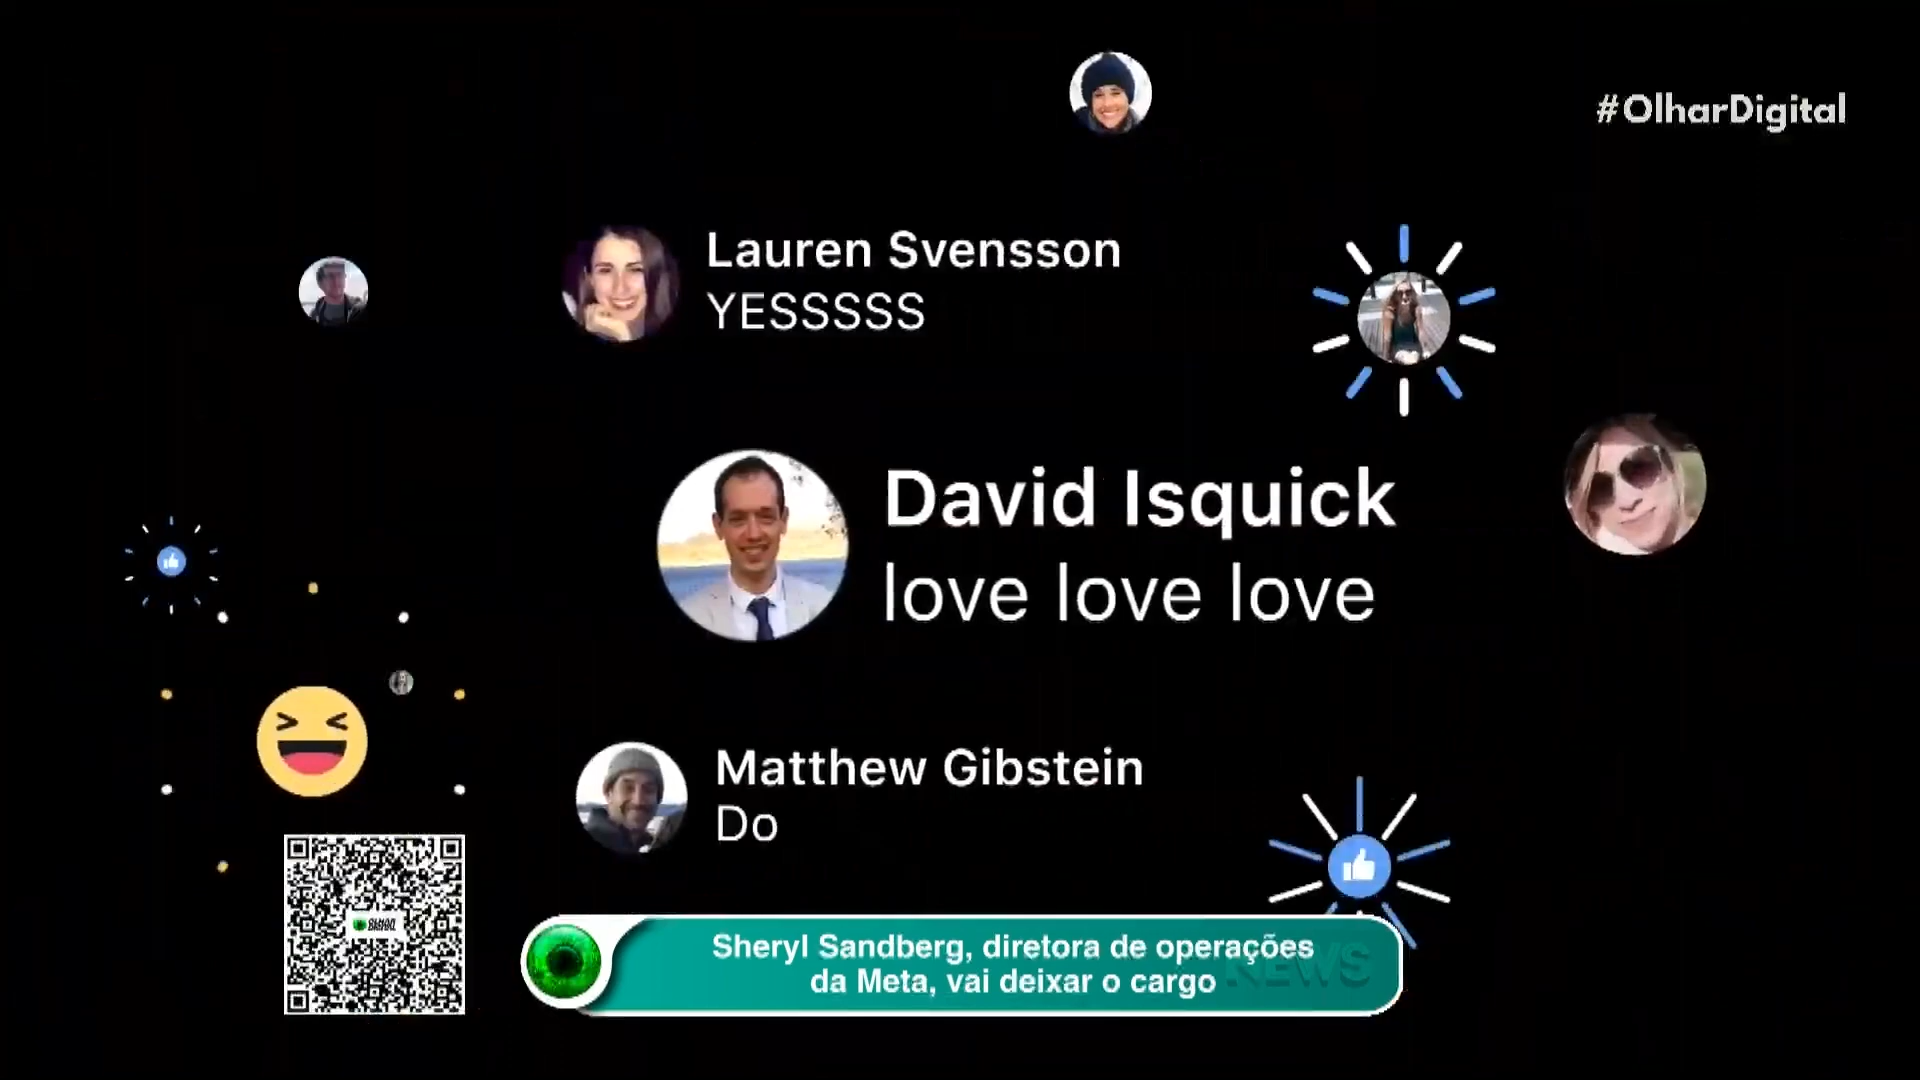 #OlharDigital
Lauren Svensson
YESSSSS
David Isquick
love love love
Matthew Gibstein
Do
Sheryl Sandberg, diretora de operações
da Meta, vai deixar o cargo
NEWS